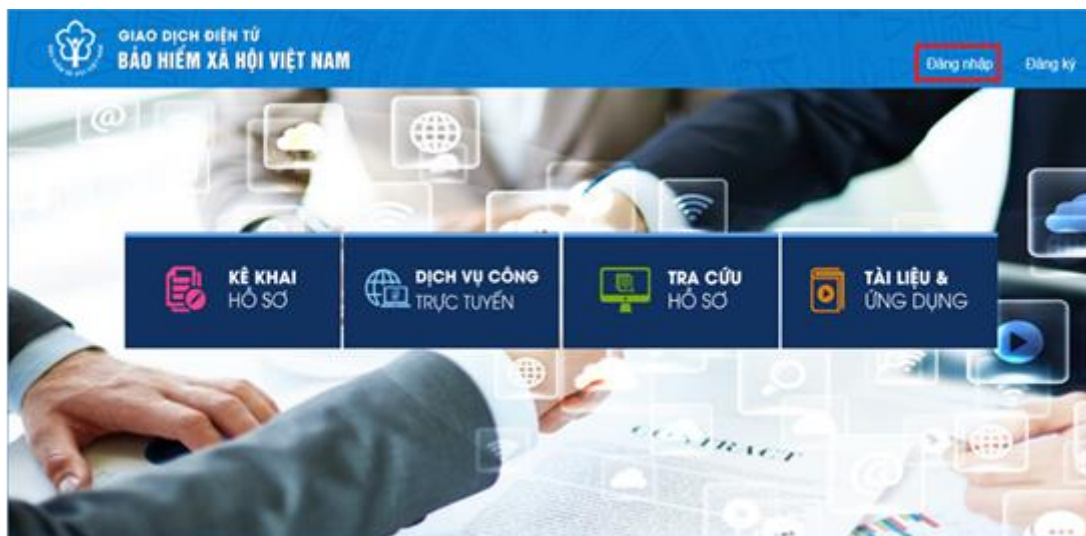 GIAO DỊCH ĐIỆN TỬ
BẢO HIỂM XÃ HỘI VIỆT NAM
Đăng nhập
Đăng ký
KÊ KHAI
HỒ SƠ
DỊCH VỤ CÔNG
TRỰC TUYẾN
TRA CỨU
HỒ SƠ
TÀI LIỆU &
ỨNG DỤNG
CONTRACT